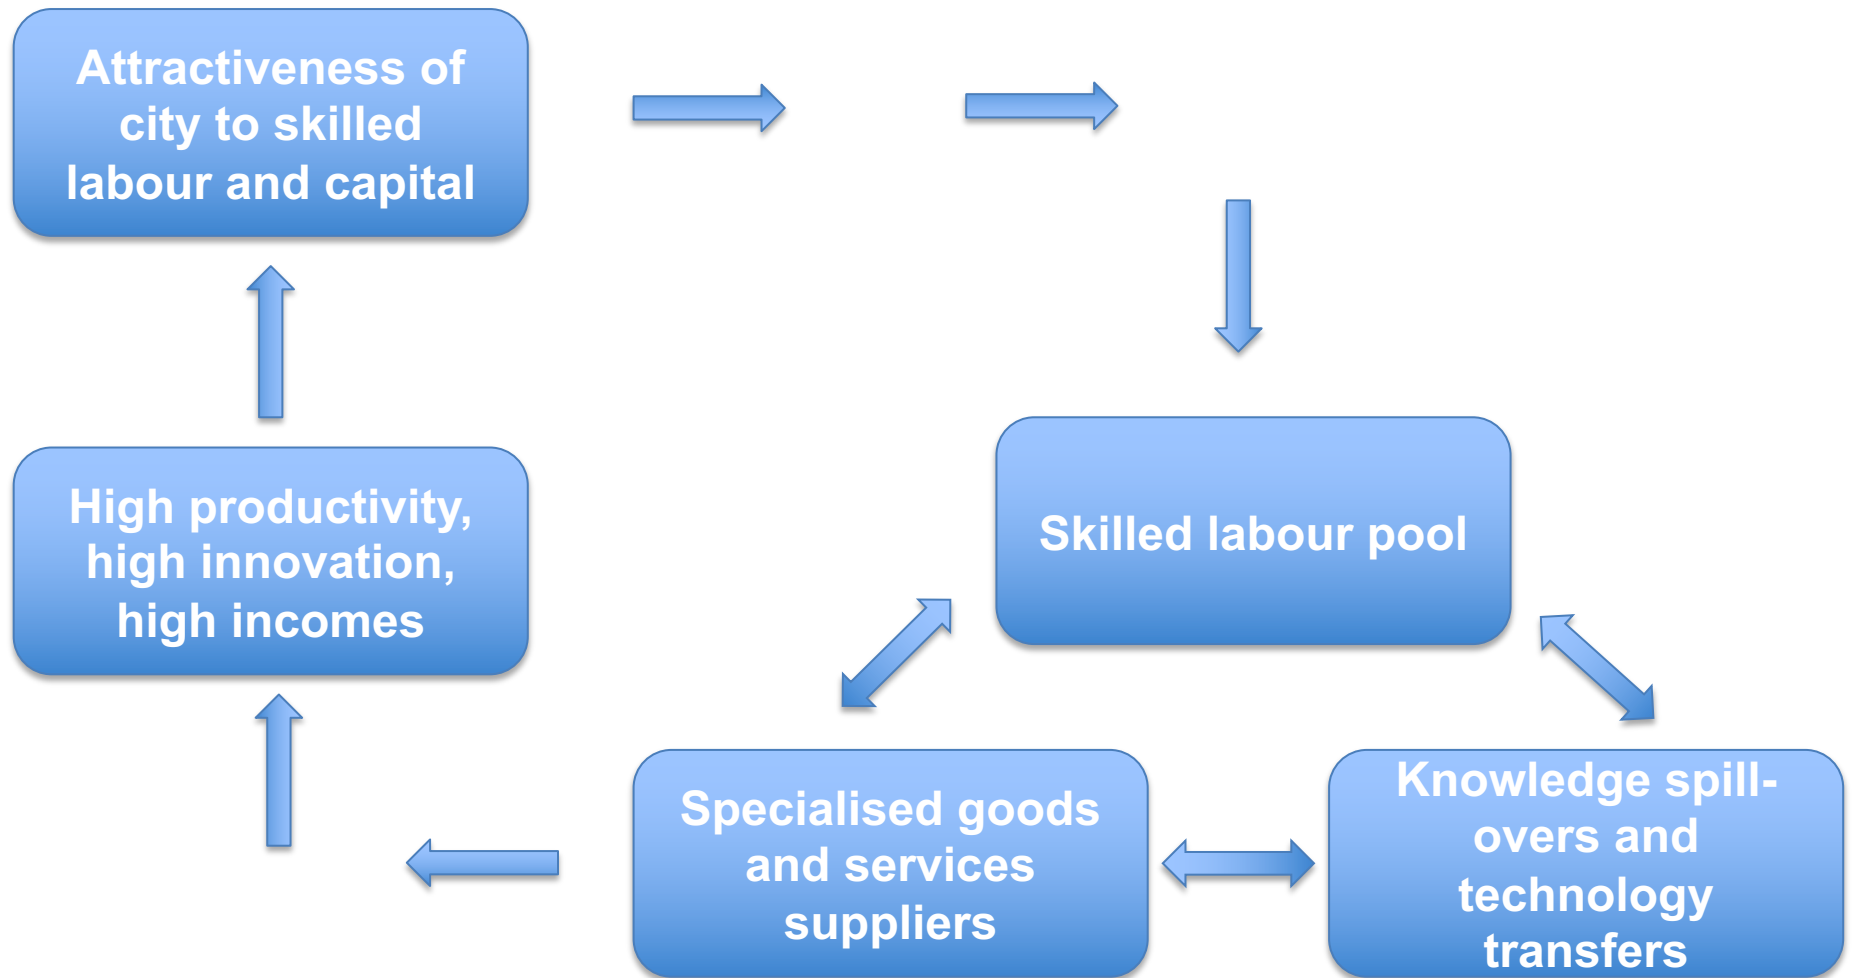 Attractiveness of
city to skilled
labour and capital
High productivity,
high innovation,
high incomes
Skilled labour pool
Specialised goods
and services
suppliers
Knowledge spill-
overs and
technology
transfers